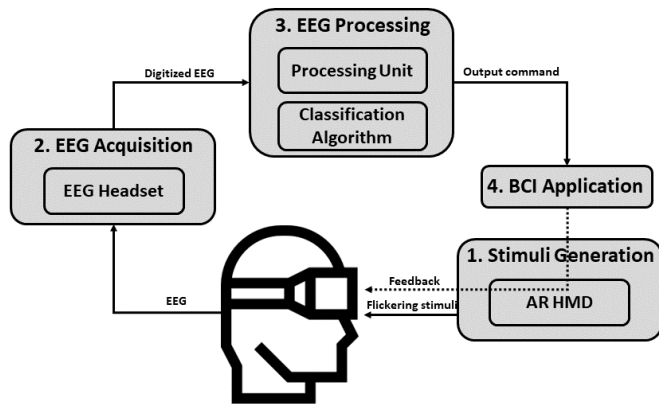 3. EEG Processing
Processing Unit
Classification
Algorithm
Digitized EEG
Output command
2. EEG Acquisition
EEG Headset
4. BCI Application
1. Stimuli Generation
AR HMD
Feedback
Flickering stimuli
EEG